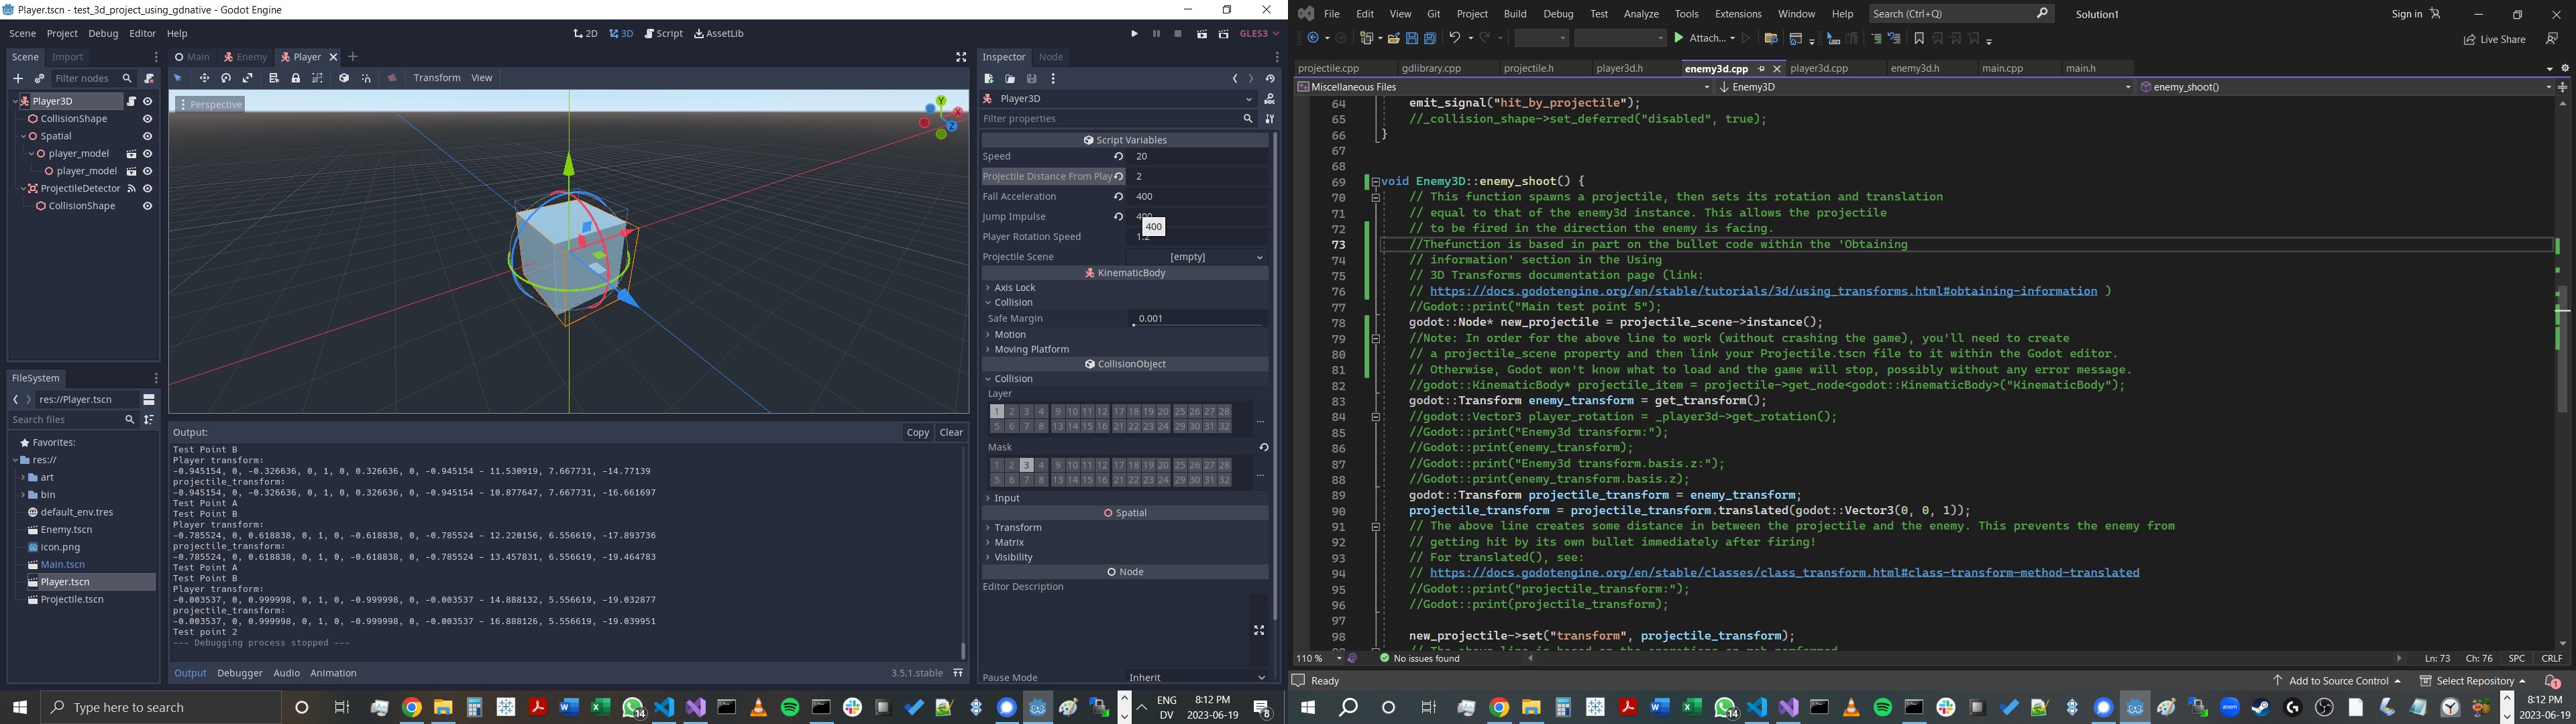 Player.tscn - test_3d_project_using_gdnative - Godot Engine
Scene Project Debug Editor Help
2D 3D Script AssetLib
GLES3
Scene Import
Filter nodes
Player3D
CollisionShape
Spatial
player_model
player_model
ProjectileDetector
CollisionShape
FileSystem
res://Player.tscn
Search files
Favorites:
res://
art
bin
default_env.tres
Enemy.tscn
icon.png
Main.tscn
Player.tscn
Projectile.tscn
Main Enemy Player
Transform View
Perspective
Y
X
Z
Output:
Copy Clear
Test Point B
Player transform:
-0.945154, 0, -0.326636, 0, 1, 0, 0.326636, 0, -0.945154 - 11.530919, 7.667731, -14.77139
projectile_transform:
-0.945154, 0, -0.326636, 0, 1, 0, 0.326636, 0, -0.945154 - 10.877647, 7.667731, -16.661697
Test Point A
Test Point B
Player transform:
-0.785524, 0, 0.618838, 0, 1, 0, -0.618838, 0, -0.785524 - 12.220156, 6.556619, -17.893736
projectile_transform:
-0.785524, 0, 0.618838, 0, 1, 0, -0.618838, 0, -0.785524 - 13.457831, 6.556619, -19.464783
Test Point A
Test Point B
Player transform:
-0.003537, 0, 0.999998, 0, 1, 0, -0.999998, 0, -0.003537 - 14.888132, 5.556619, -19.032877
projectile_transform:
-0.003537, 0, 0.999998, 0, 1, 0, -0.999998, 0, -0.003537 - 16.888126, 5.556619, -19.039951
Test point 2
--- Debugging process stopped ---
Output Debugger Audio Animation
3.5.1.stable
Inspector Node
Player3D
Filter properties
Script Variables
Speed 20
Projectile Distance From Play 2
Fall Acceleration 400
Jump Impulse 400
400
Player Rotation Speed 1.2
Projectile Scene [empty]
KinematicBody
Axis Lock
Collision
Safe Margin 0.001
Motion
Moving Platform
CollisionObject
Collision
Layer
1 2 3 4 9 10 11 12 17 18 19 20 25 26 27 28
5 6 7 8 13 14 15 16 21 22 23 24 29 30 31 32
...
Mask
1 2 3 4 9 10 11 12 17 18 19 20 25 26 27 28
5 6 7 8 13 14 15 16 21 22 23 24 29 30 31 32
...
Input
Spatial
Transform
Matrix
Visibility
Node
Editor Description
Pause Mode Inherit
Type here to search
14
ENG
DV
8:12 PM
2023-06-19
8
File Edit View Git Project Build Debug Test Analyze Tools Extensions Window Help
Search (Ctrl+Q)
Solution1
Sign in
Attach...
Live Share
projectile.cpp gdlibrary.cpp projectile.h player3d.h enemy3d.cpp player3d.cpp enemy3d.h main.cpp main.h
Miscellaneous Files
Enemy3D
enemy_shoot()
64 emit_signal("hit_by_projectile");
65 //_collision_shape->set_deferred("disabled", true);
66 }
67
68
69 void Enemy3D::enemy_shoot() {
70 // This function spawns a projectile, then sets its rotation and translation
71 // equal to that of the enemy3d instance. This allows the projectile
72 // to be fired in the direction the enemy is facing.
73 //Thefunction is based in part on the bullet code within the 'Obtaining
74 // information' section in the Using
75 // 3D Transforms documentation page (link:
76 // https://docs.godotengine.org/en/stable/tutorials/3d/using_transforms.html#obtaining-information )
77 //Godot::print("Main test point 5");
78 godot::Node* new_projectile = projectile_scene->instance();
79 //Note: In order for the above line to work (without crashing the game), you'll need to create
80 // a projectile_scene property and then link your Projectile.tscn file to it within the Godot editor.
81 // Otherwise, Godot won't know what to load and the game will stop, possibly without any error message.
82 //godot::KinematicBody* projectile_item = projectile->get_node<godot::KinematicBody>("KinematicBody");
83 godot::Transform enemy_transform = get_transform();
84 //godot::Vector3 player_rotation = _player3d->get_rotation();
85 //Godot::print("Enemy3d transform:");
86 //Godot::print(enemy_transform);
87 //Godot::print("Enemy3d transform.basis.z:");
88 //Godot::print(enemy_transform.basis.z);
89 godot::Transform projectile_transform = enemy_transform;
90 projectile_transform = projectile_transform.translated(godot::Vector3(0, 0, 1));
91 // The above line creates some distance in between the projectile and the enemy. This prevents the enemy from
92 // getting hit by its own bullet immediately after firing!
93 // For translated(), see:
94 // https://docs.godotengine.org/en/stable/classes/class_transform.html#class-transform-method-translated
95 //Godot::print("projectile_transform:");
96 //Godot::print(projectile_transform);
97
98 new_projectile->set("transform", projectile_transform);
110 %
No issues found
Ln: 73 Ch: 76 SPC CRLF
Ready
Add to Source Control
Select Repository
1
14
zoom
8:12 PM
2023-06-19